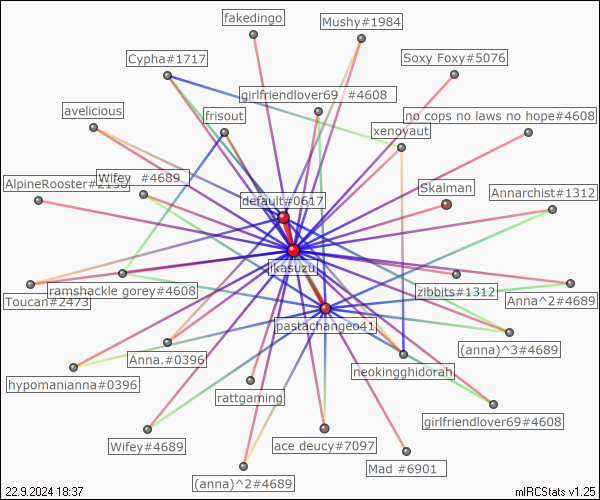 fakedingo
Mushy#1984
Cypha#1717
Soxy Foxy#5076
girlfriendlover69 #4608
avelicious
frisout
no cops no laws no hope#4608
xenoyaut
AlpineRooster#2150
Wifey #4689
Skalman
Annarchist#1312
default#0617
jkasuzu
ramshackle gorey#4608
Toucan#2473
zibbits#1312
Anna^2#4689
pastachangeo41
Anna.#0396
(anna)^3#4689
hypomanianna#0396
neokingghidorah
rattgaming
girlfriendlover69#4608
Wifey#4689
ace deucy#7097
Mad #6901
(anna)^2#4689
22.9.2024 18:37
mIRCStats v1.25